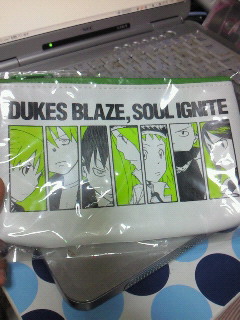 DUKES BLAZE, SOUL IGNITE